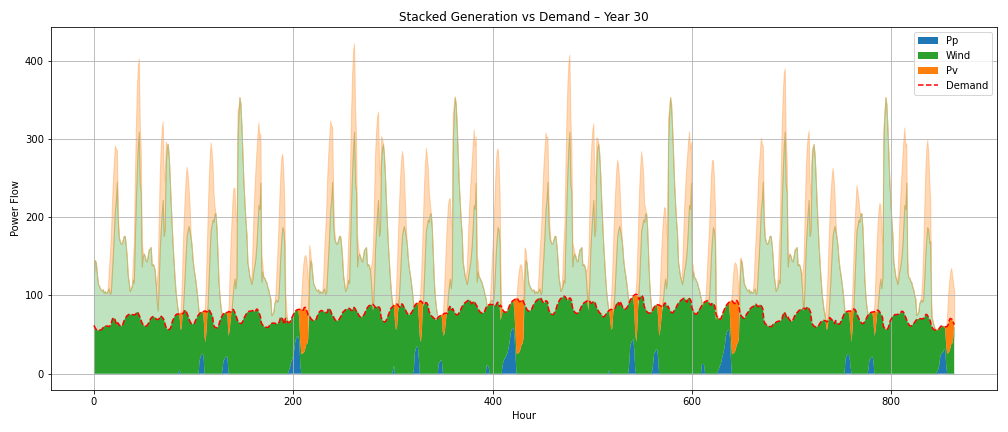 Stacked Generation vs Demand – Year 30
Pp
Wind
Pv
Demand
Power Flow
400
300
200
100
0
0
200
400
600
800
Hour